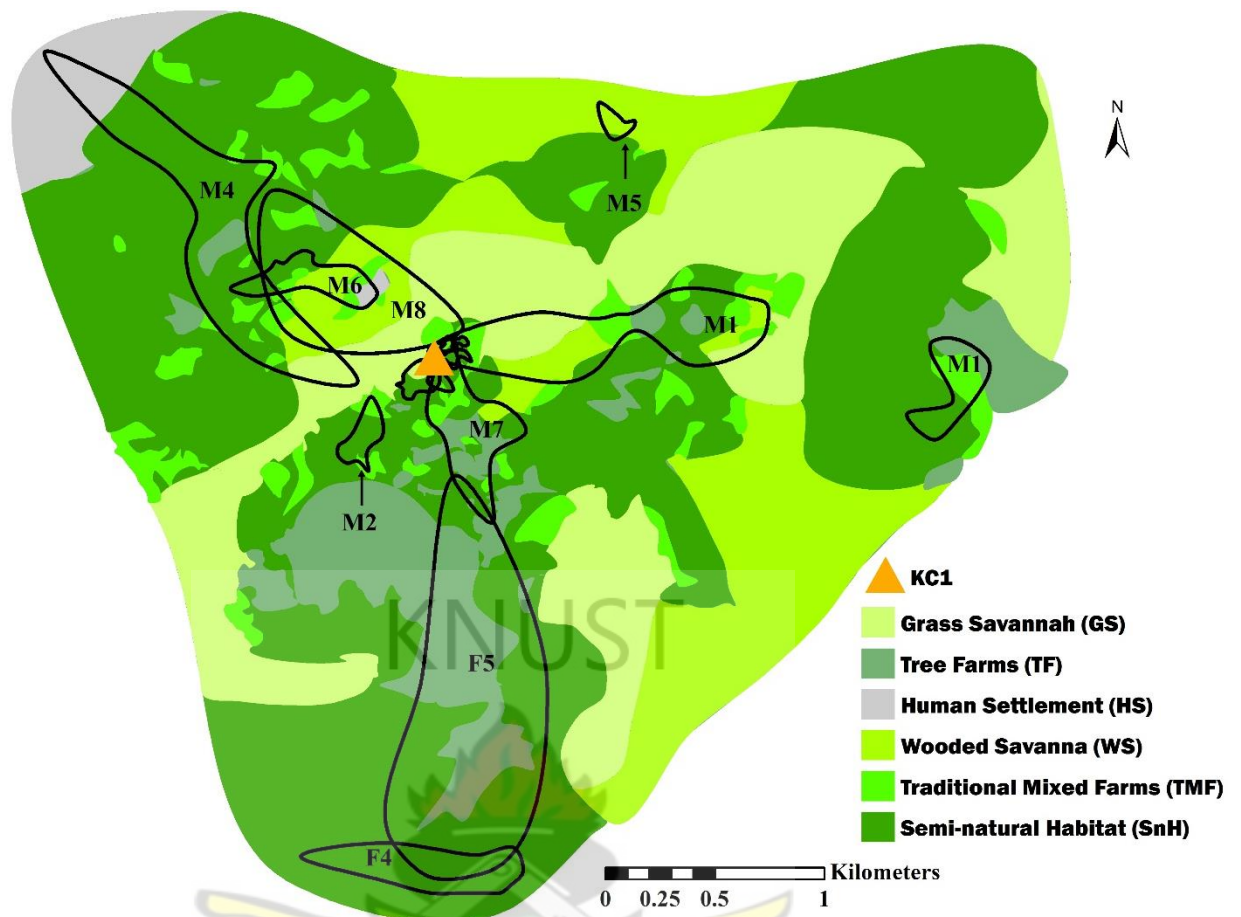 N
M4
M5
M6
M8
M1
M1
M7
M2
KNUST
F5
F4
KC1
Grass Savannah (GS)
Tree Farms (TF)
Human Settlement (HS)
Wooded Savanna (WS)
Traditional Mixed Farms (TMF)
Semi-natural Habitat (SnH)
Kilometers
0 0.25 0.5 1